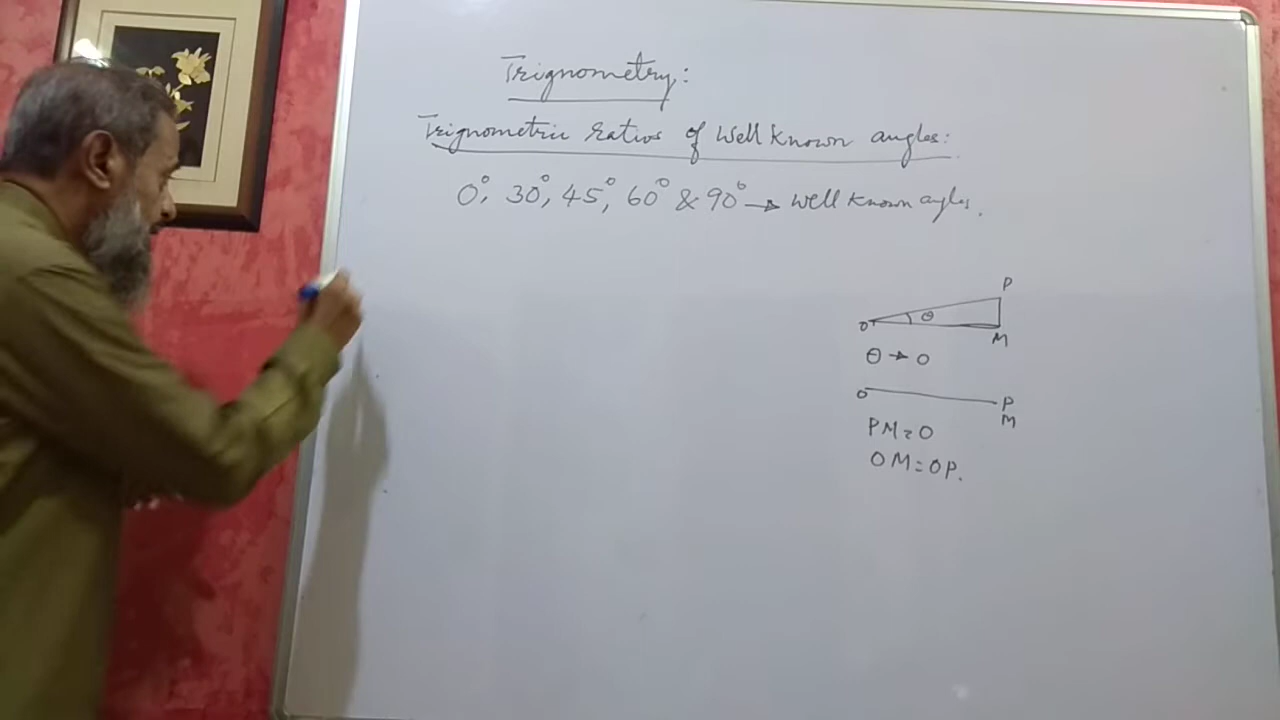 Trignometry:
Trignometric ratios of well known angles:
0°, 30°, 45°, 60° & 90° → well known angles.
P
O θ
M
θ → 0
O P
M
PM = 0
OM = OP.